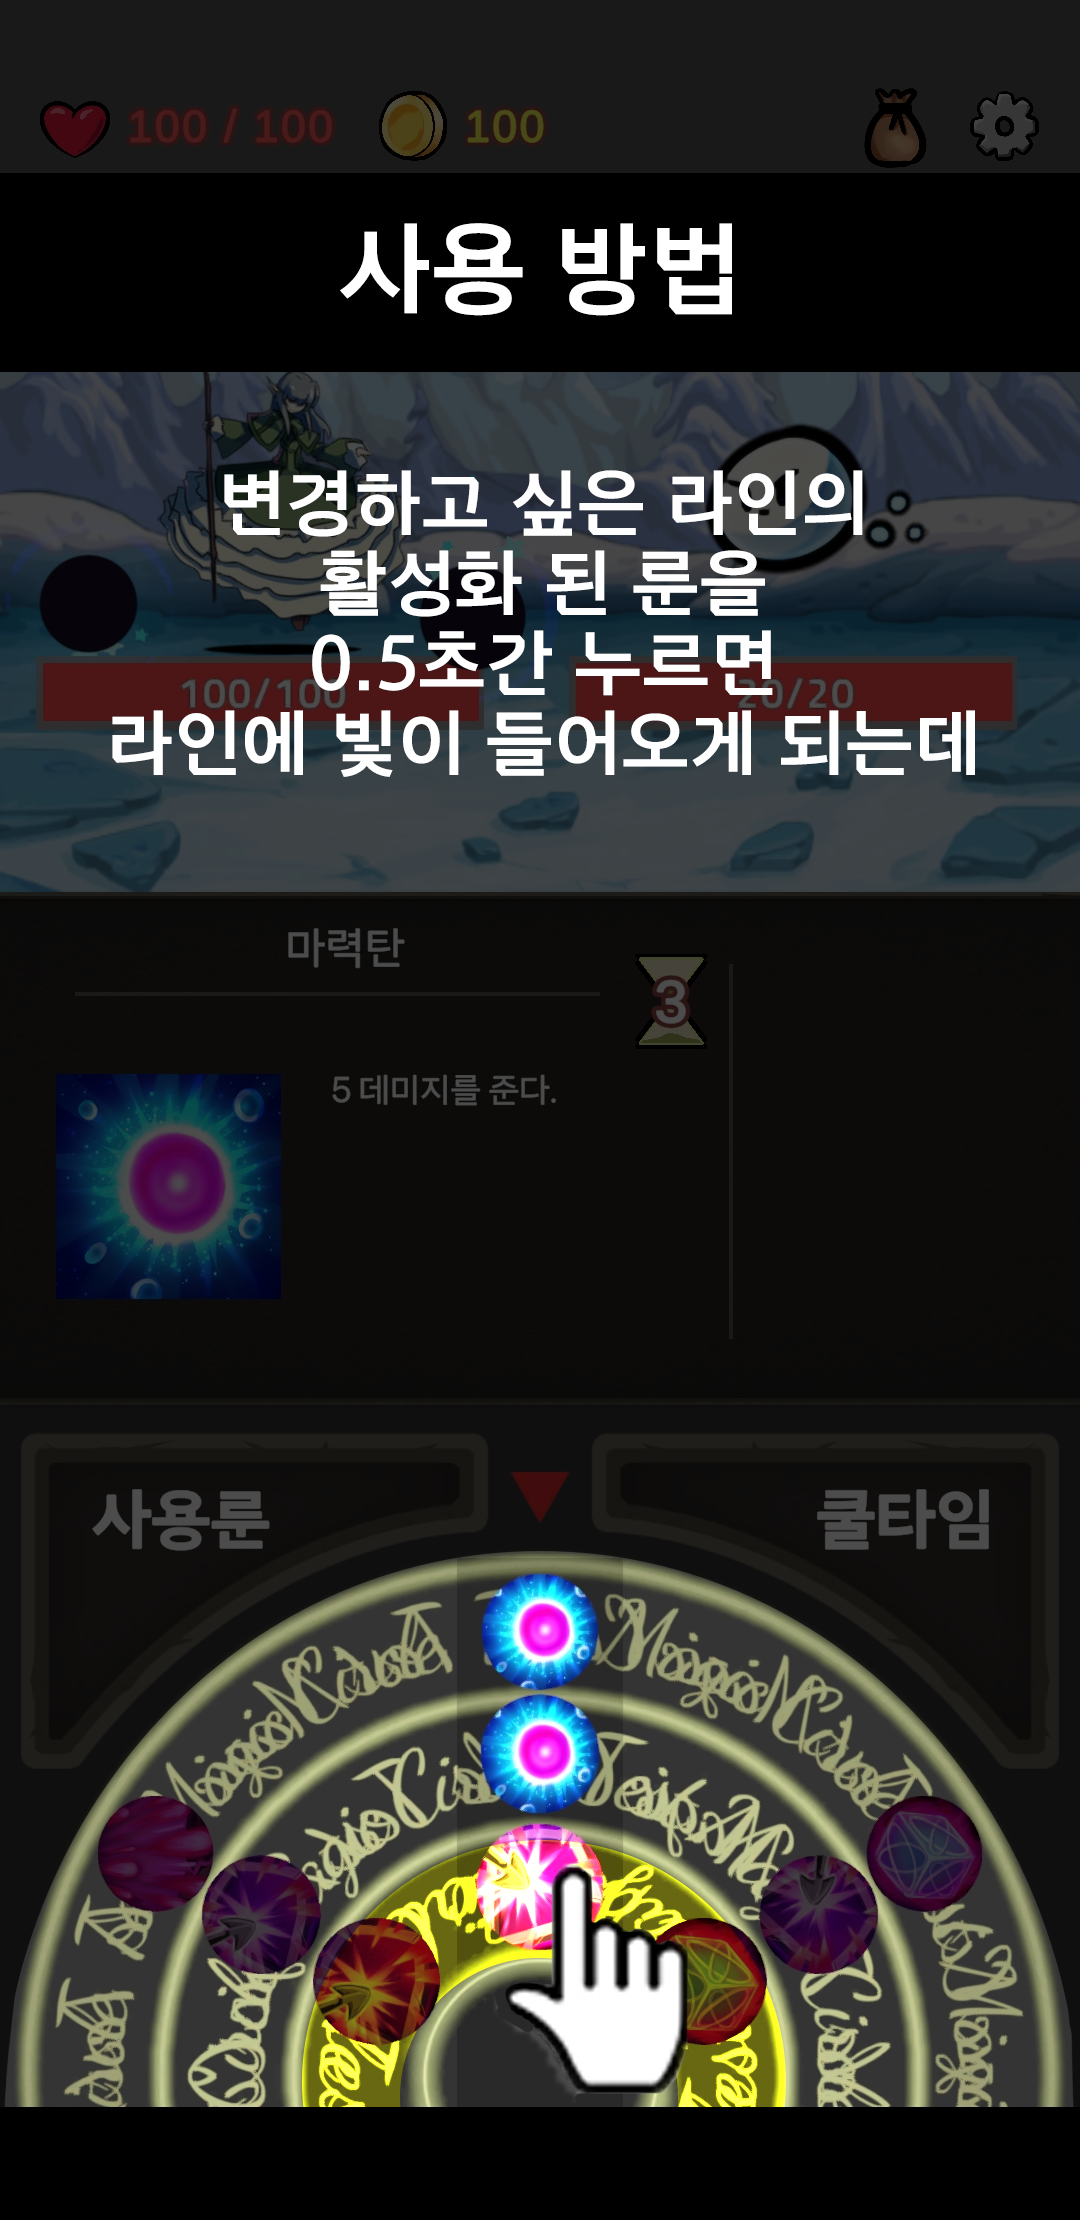 100 / 100
100
사용 방법
변경하고 싶은 라인의
활성화 된 룬을
0.5초간 누르면
라인에 빛이 들어오게 되는데
100/100
20/20
마력탄
3
5 데미지를 준다.
사용룬
쿨타임